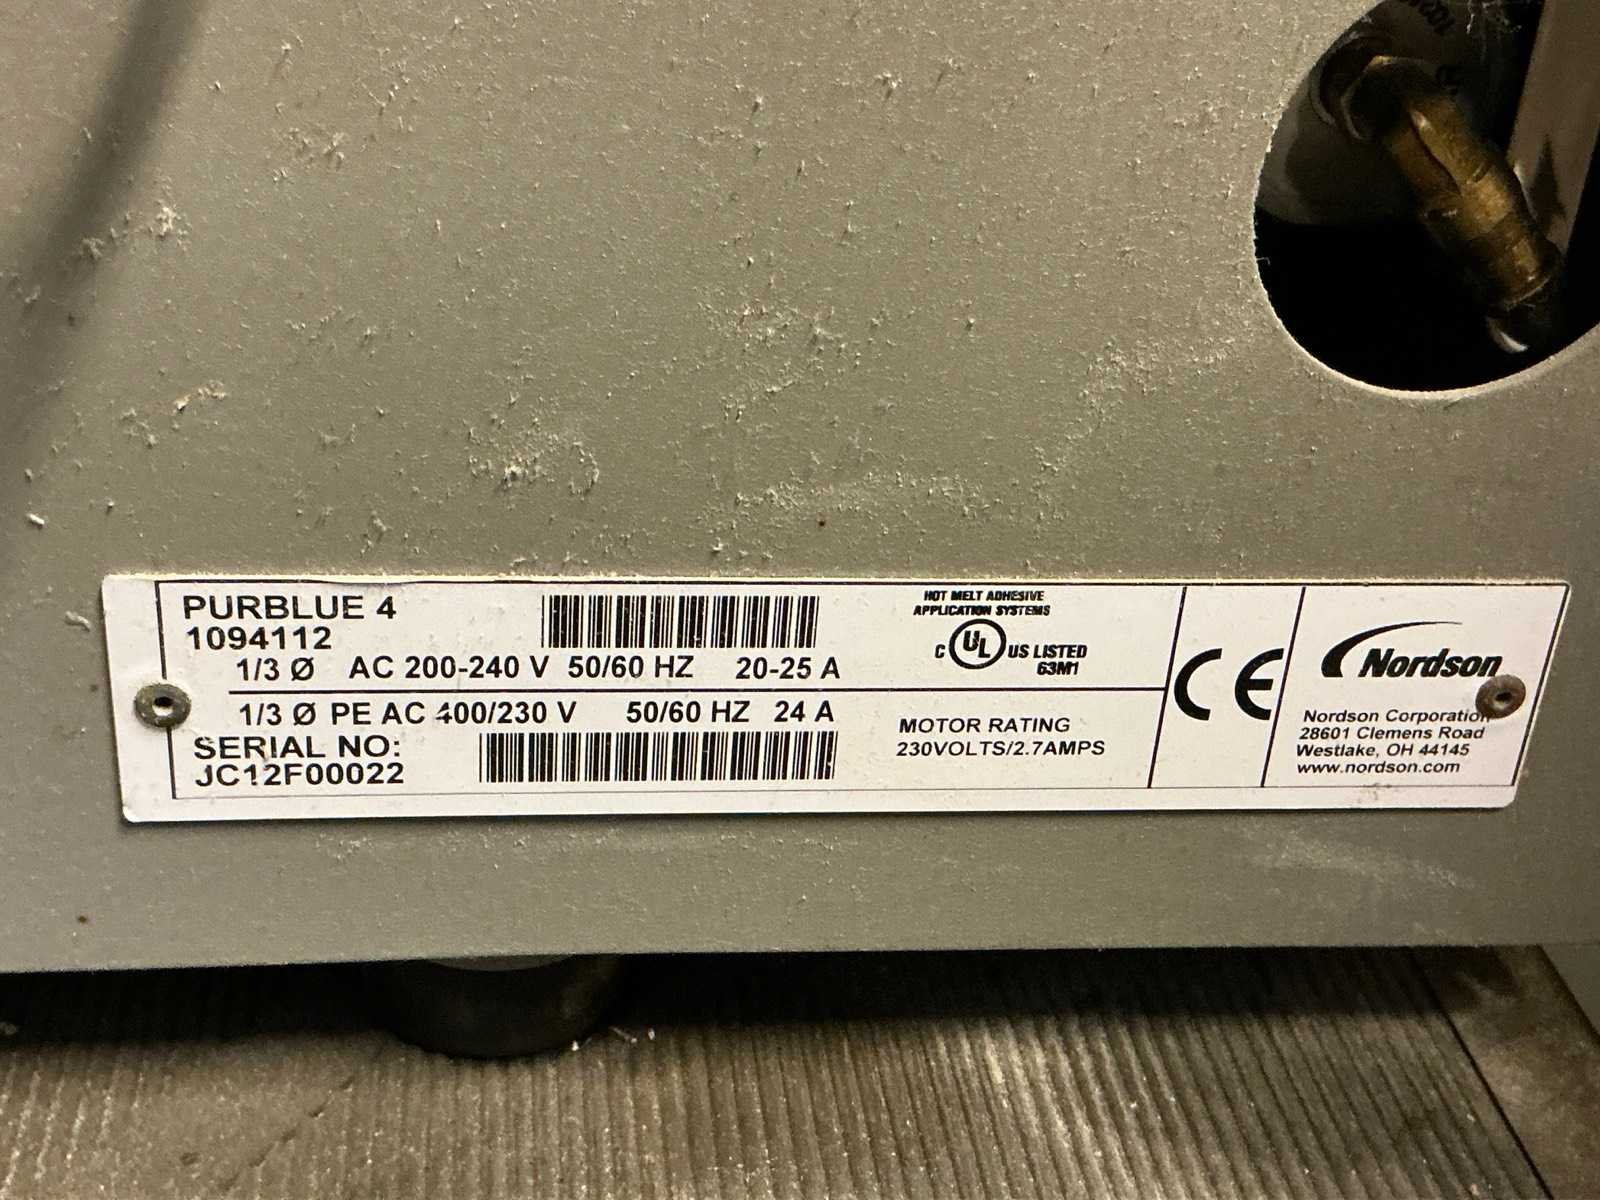 PURBLUE 4
1094112
1/3 Ø AC 200-240 V 50/60 HZ 20-25 A
1/3 Ø PE AC 400/230 V 50/60 HZ 24 A
SERIAL NO:
JC12F00022
HOT MELT ADHESIVE
APPLICATION SYSTEMS
C UL US LISTED
63M1
MOTOR RATING
230VOLTS/2.7AMPS
CE
Nordson
Nordson Corporation
28601 Clemens Road
Westlake, OH 44145
www.nordson.com